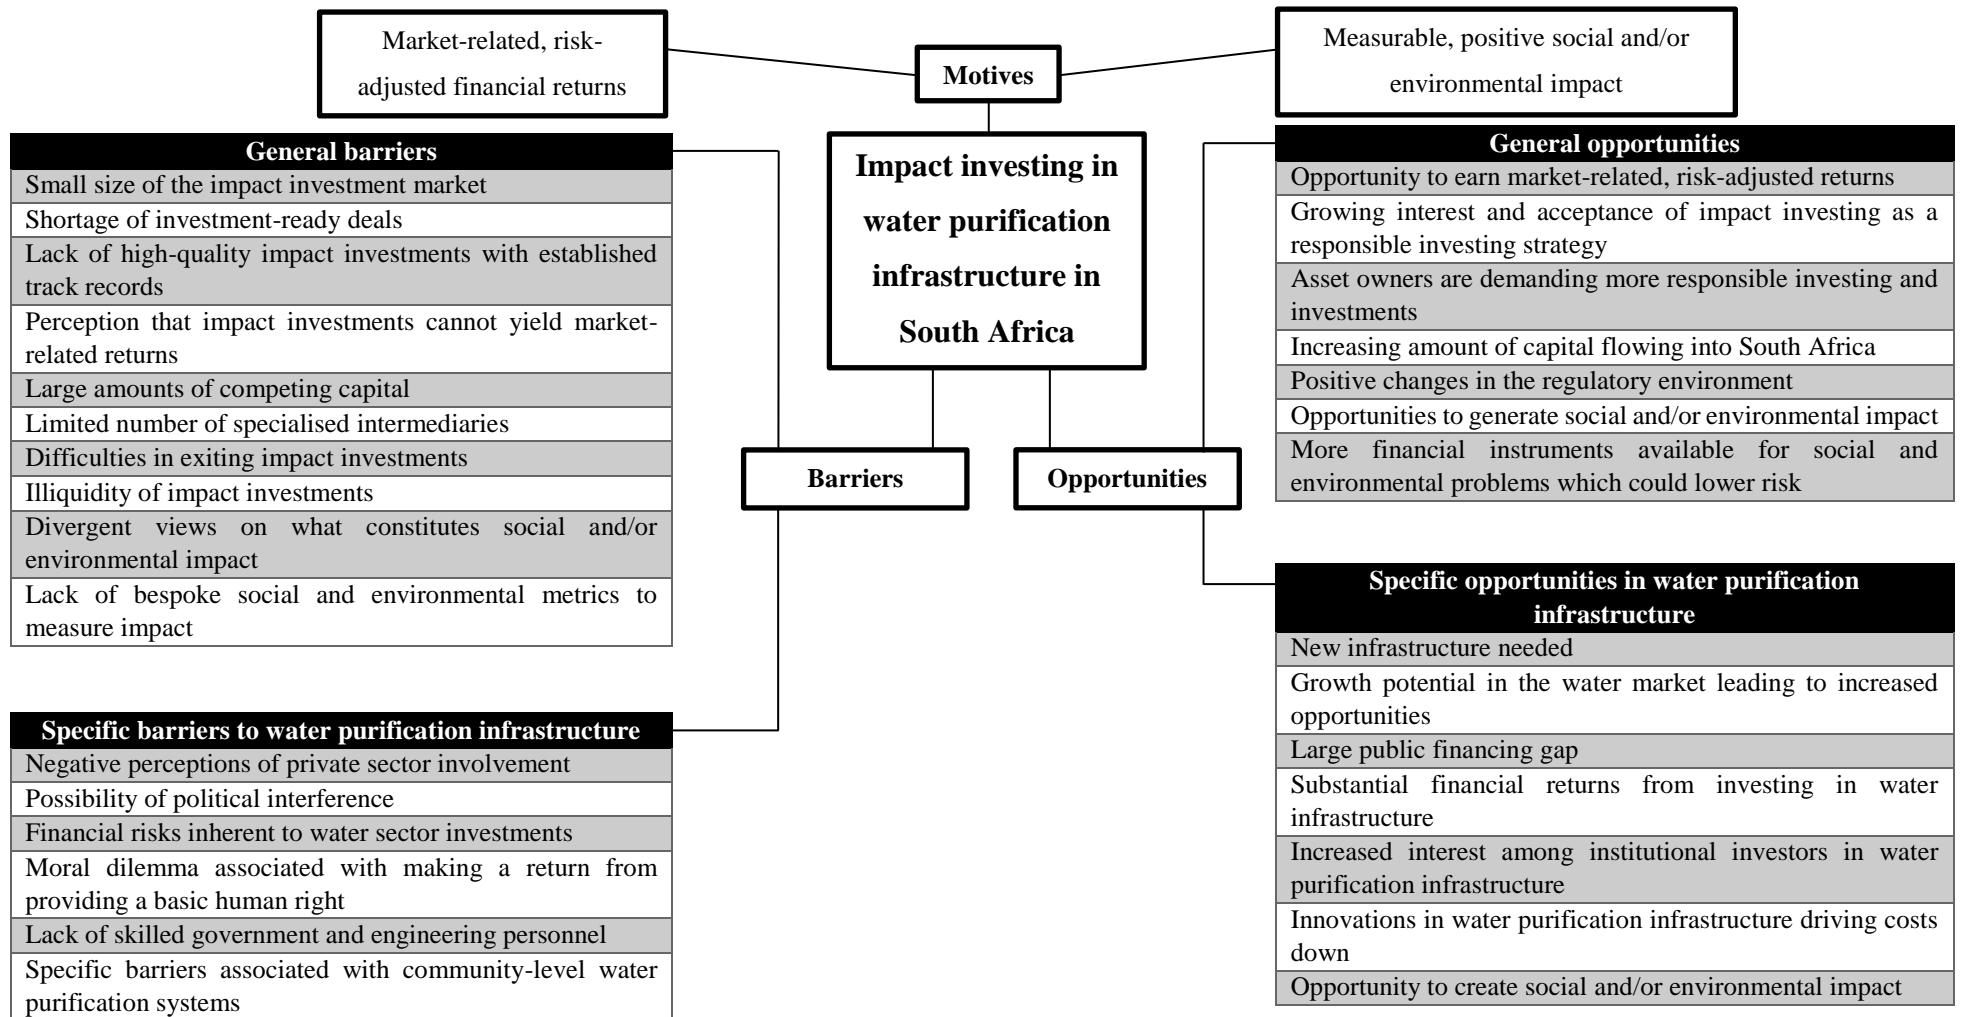 Market-related, risk-
adjusted financial returns
Motives
Measurable, positive social and/or
environmental impact
Impact investing in
water purification
infrastructure in
South Africa
General barriers
Small size of the impact investment market
Shortage of investment-ready deals
Lack of high-quality impact investments with established
track records
Perception that impact investments cannot yield market-
related returns
Large amounts of competing capital
Limited number of specialised intermediaries
Difficulties in exiting impact investments
Illiquidity of impact investments
Divergent views on what constitutes social and/or
environmental impact
Lack of bespoke social and environmental metrics to
measure impact
Barriers
Opportunities
General opportunities
Opportunity to earn market-related, risk-adjusted returns
Growing interest and acceptance of impact investing as a
responsible investing strategy
Asset owners are demanding more responsible investing and
investments
Increasing amount of capital flowing into South Africa
Positive changes in the regulatory environment
Opportunities to generate social and/or environmental impact
More financial instruments available for social and
environmental problems which could lower risk
Specific barriers to water purification infrastructure
Negative perceptions of private sector involvement
Possibility of political interference
Financial risks inherent to water sector investments
Moral dilemma associated with making a return from
providing a basic human right
Lack of skilled government and engineering personnel
Specific barriers associated with community-level water
purification systems
Specific opportunities in water purification
infrastructure
New infrastructure needed
Growth potential in the water market leading to increased
opportunities
Large public financing gap
Substantial financial returns from investing in water
infrastructure
Increased interest among institutional investors in water
purification infrastructure
Innovations in water purification infrastructure driving costs
down
Opportunity to create social and/or environmental impact